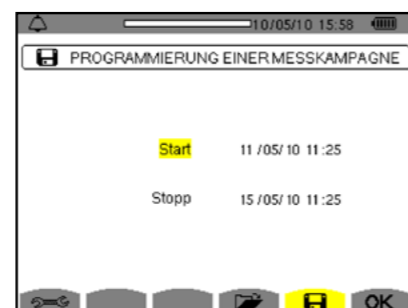 10/05/10 15:58
PROGRAMMIERUNG EINER MESSKAMPAGNE
Start 11/05/10 11:25
Stopp 15/05/10 11:25
OK